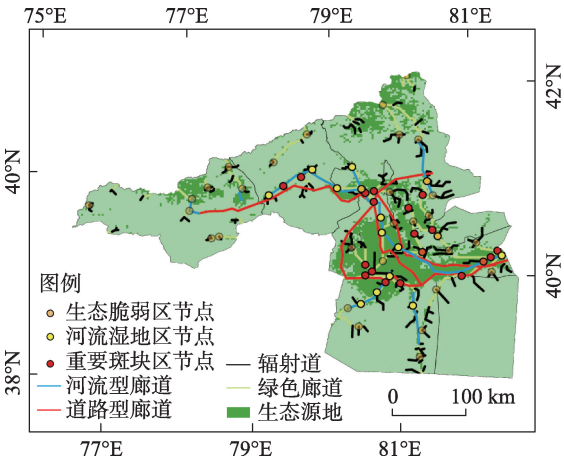 75°E 77°E 79°E 81°E
42°N
40°N
40°N
38°N
图例
生态脆弱区节点
河流湿地区节点
重要斑块区节点
河流型廊道
道路型廊道
辐射道
绿色廊道
生态源地
0 100 km
77°E 79°E 81°E